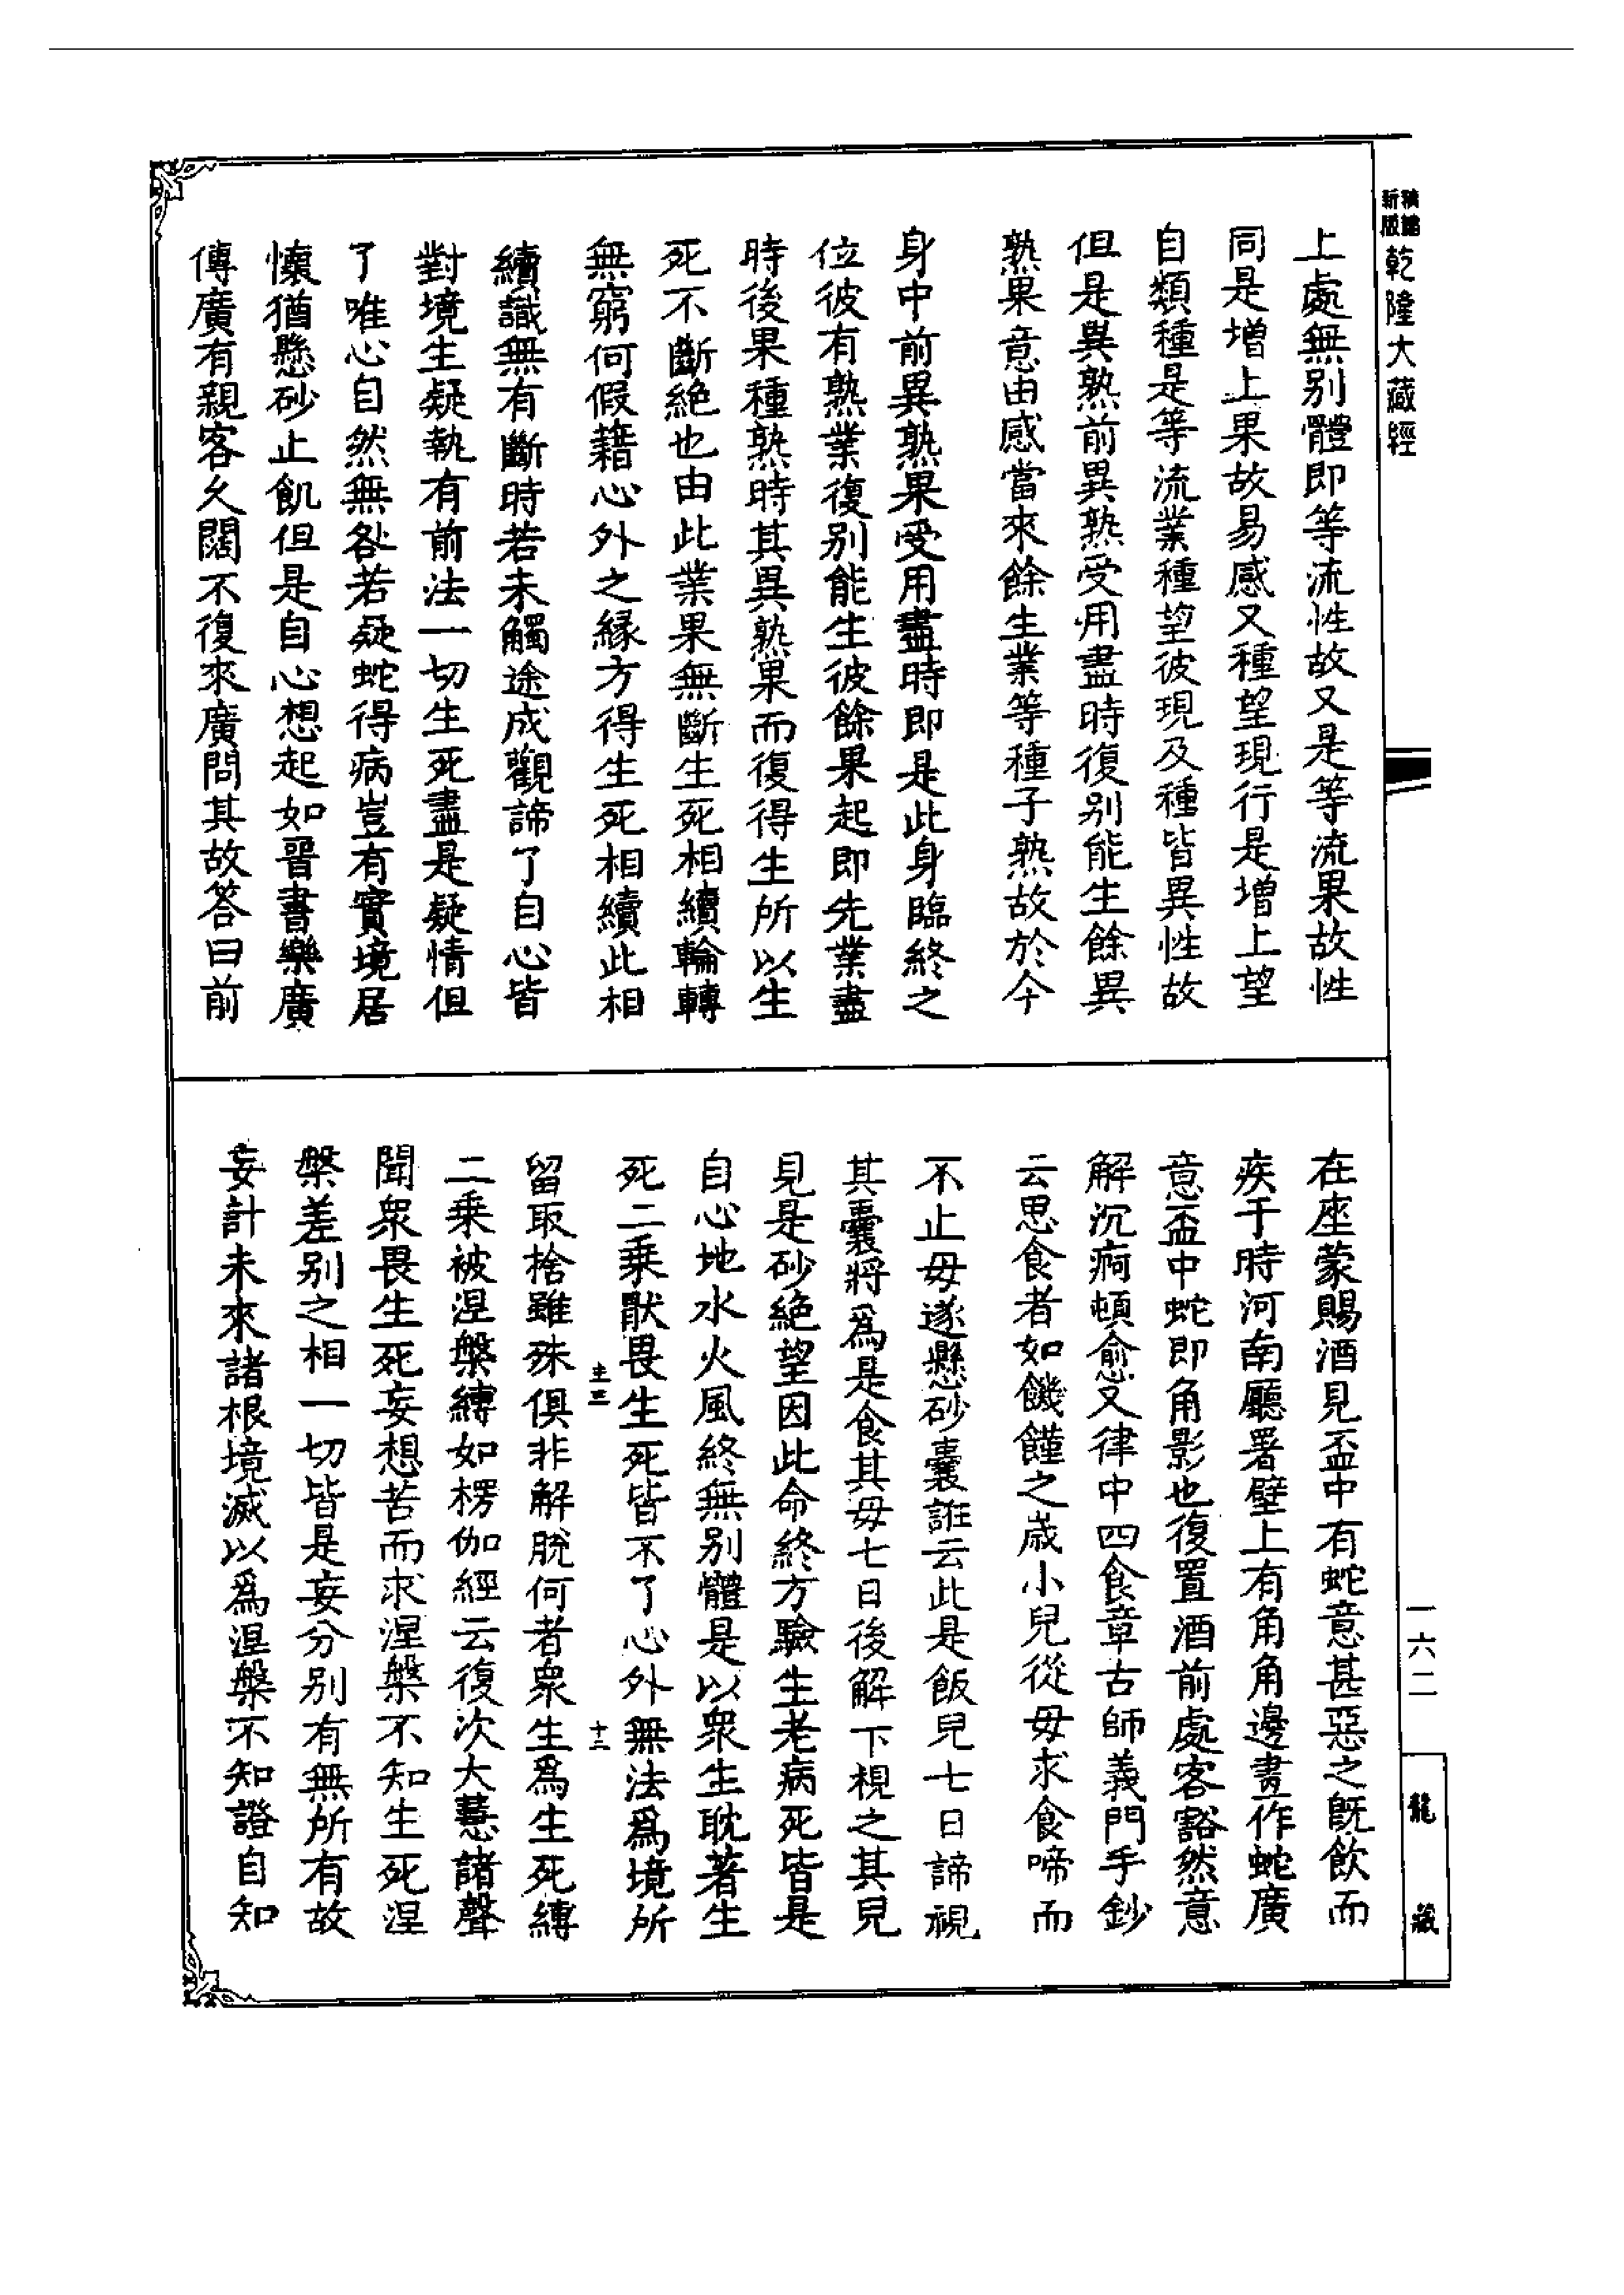 新版精編乾隆大藏經
上處無别體即等流性故又是等流果故性
同是增上果故易感又種望現行是增上望
自類種是等流業種望彼現及種皆異性故
但是異熟前異熟受用盡時復别能生餘異
熟果意由感當來餘生業等種子熟故於今
身中前異熟果受用盡時即是此身臨終之
位彼有熟業復别能生彼餘果起即先業盡
時後果種熟時其異熟果而復得生所以生
死不斷絶也由此業果無斷生死相續輪轉
無窮何假籍心外之緣方得生死相續此相
續識無有斷時若未觸途成觀諦了自心皆
對境生疑執有前法一切生死盡是疑情但
了唯心自然無咎若疑蛇得病豈有實境居
懷猶懸砂止飢但是自心想起如晉書樂廣
傳廣有親客久闊不復來廣問其故答曰前
在座蒙賜酒見盃中有蛇意甚惡之既飲而
疾于時河南廳署壁上有角角邊畫作蛇廣
意盃中蛇即角影也復置酒前處客豁然意
解沉痾頓愈又律中四食章古師義門手鈔
云思食者如饑饉之歲小兒從母求食啼而
不止母遂懸砂囊誑云此是飯兒七日諦視
其囊將爲是食其母七日後解下視之其兒
見是砂絶望因此命終方驗生老病死皆是
自心地水火風終無别體是以衆生耽著生
死二乘厭畏生死皆不了心外無法爲境所
留取捨雖殊俱非解脱何者衆生爲生死縛
二乘被涅槃縛如楞伽經云復次大慧諸聲
聞衆畏生死妄想苦而求涅槃不知生死涅
槃差别之相一切皆是妄分别有無所有故
妄計未來諸根境滅以爲涅槃不知證自知
十二
一六二
龍藏